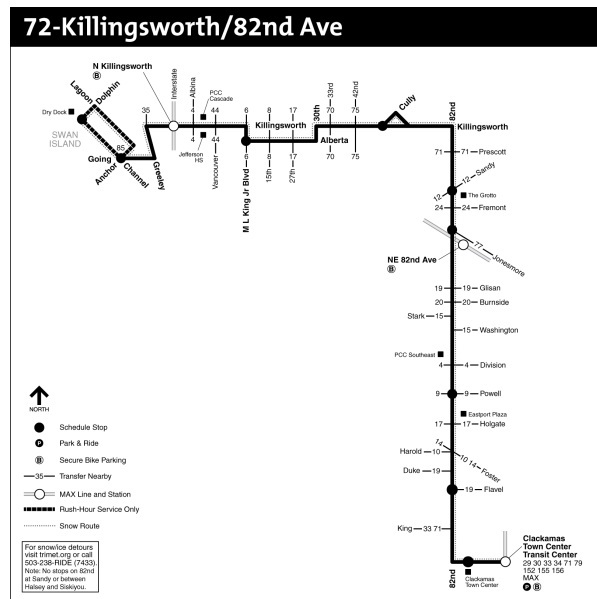 72-Killingsworth/82nd Ave
N Killingsworth
B
Lagoon
Dolphin
Dry Dock
SWAN
ISLAND
85
Going
Anchor
Channel
Greeley
35
Interstate
Albina
4
4
PCC
Cascade
Jefferson
HS
44
44
Vancouver
6
6
M L King Jr Blvd
8
8
15th
17
17
27th
Killingsworth
30th
Alberta
33rd
70
70
42nd
75
75
Cully
82nd
Killingsworth
71
71
Prescott
12
12
Sandy
The Grotto
24
24
Fremont
77
Jonesmore
NE 82nd Ave
B
19
19
Glisan
20
20
Burnside
Stark
15
15
Washington
PCC Southeast
4
4
Division
9
9
Powell
Eastport Plaza
17
17
Holgate
14
Harold
10
10 14
Foster
Duke
19
19
Flavel
King
33 71
82nd
Clackamas
Town Center
Clackamas
Town Center
Transit Center
29 30 33 34 71 79
152 155 156
MAX
P B
NORTH
Schedule Stop
P Park & Ride
B Secure Bike Parking
35 Transfer Nearby
MAX Line and Station
Rush-Hour Service Only
Snow Route
For snow/ice detours
visit trimet.org or call
503-238-RIDE (7433).
Note: No stops on 82nd
at Sandy or between
Halsey and Siskiyou.